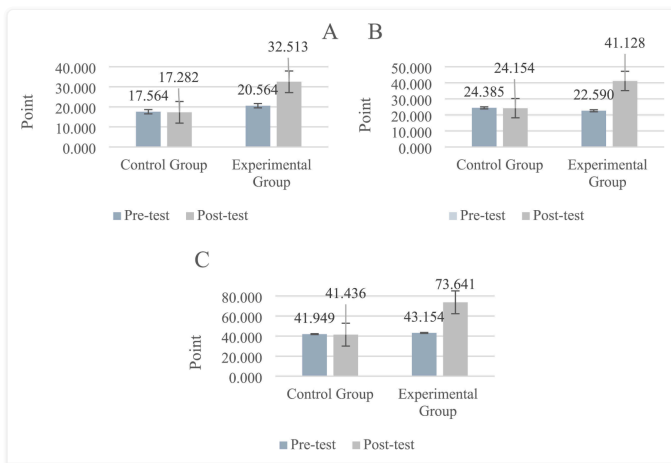 A
32.513
40.000
17.282
30.000
17.564
20.564
20.000
10.000
0.000
Point
Control Group
Experimental
Group
Pre-test
Post-test
B
41.128
50.000
24.154
40.000
24.385
22.590
30.000
20.000
10.000
0.000
Point
Control Group
Experimental
Group
Pre-test
Post-test
C
73.641
41.436
80.000
41.949
43.154
60.000
40.000
20.000
0.000
Point
Control Group
Experimental
Group
Pre-test
Post-test